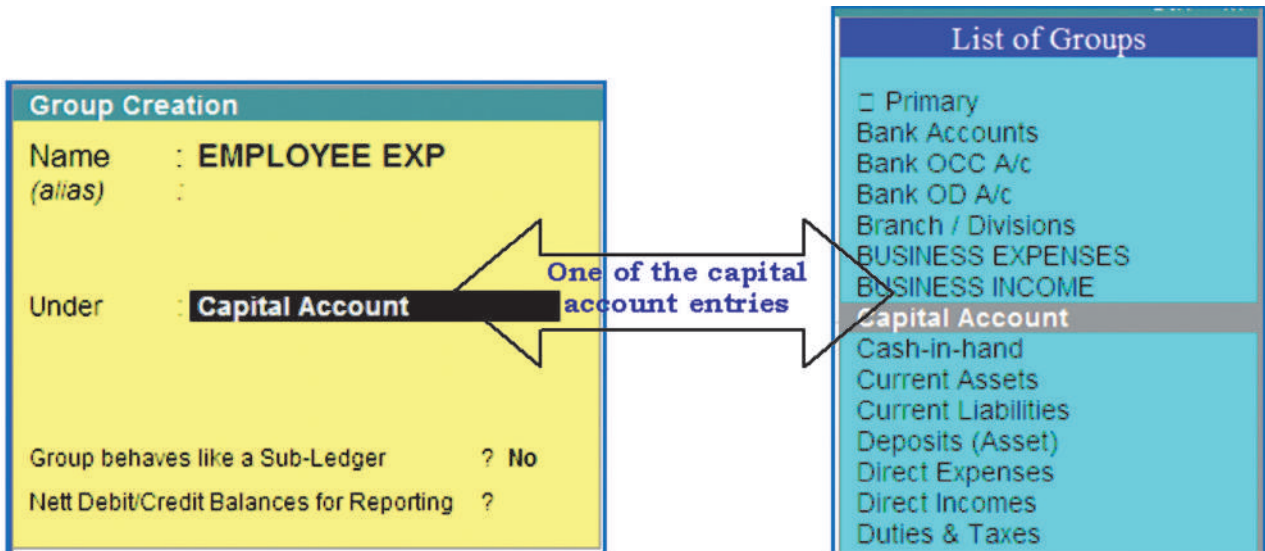 Group Creation
Name : EMPLOYEE EXP
(alias) :
Under : Capital Account
Group behaves like a Sub-Ledger ? No
Nett Debit/Credit Balances for Reporting ?
One of the capital
account entries
List of Groups
□ Primary
Bank Accounts
Bank OCC A/c
Bank OD A/c
Branch / Divisions
BUSINESS EXPENSES
BUSINESS INCOME
Capital Account
Cash-in-hand
Current Assets
Current Liabilities
Deposits (Asset)
Direct Expenses
Direct Incomes
Duties & Taxes